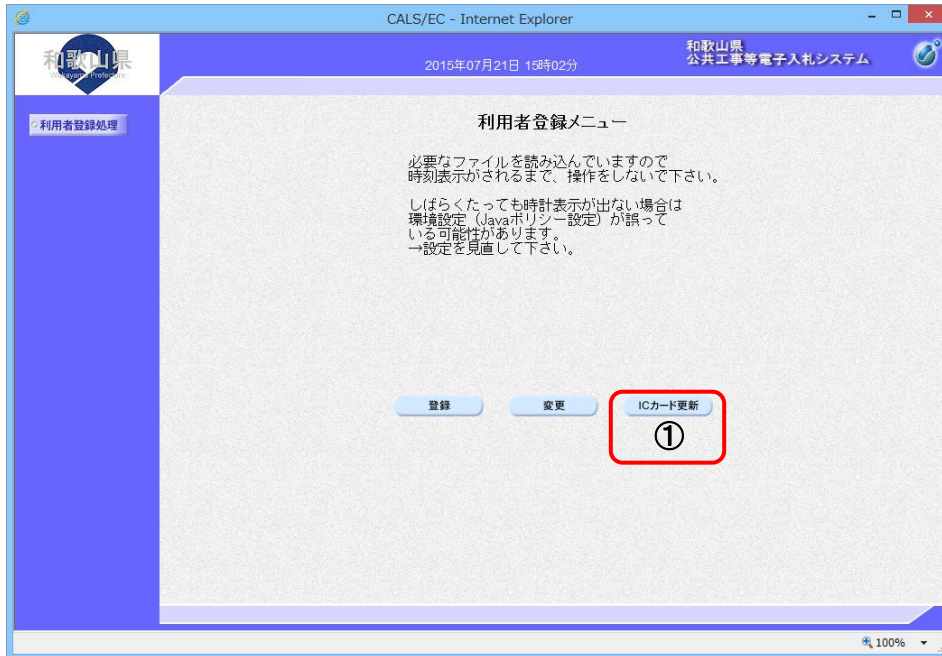 CALS/EC - Internet Explorer
和歌山県
Wakayama Prefecture
2015年07月21日 15時02分
和歌山県
公共工事等電子入札システム
利用者登録処理
利用者登録メニュー
必要なファイルを読み込んでいますので
時刻表示がされるまで、操作をしないで下さい。
しばらくたっても時計表示が出ない場合は
環境設定（Javaポリシー設定）が誤って
いる可能性があります。
→設定を見直して下さい。
登録
変更
ICカード更新
①
100%